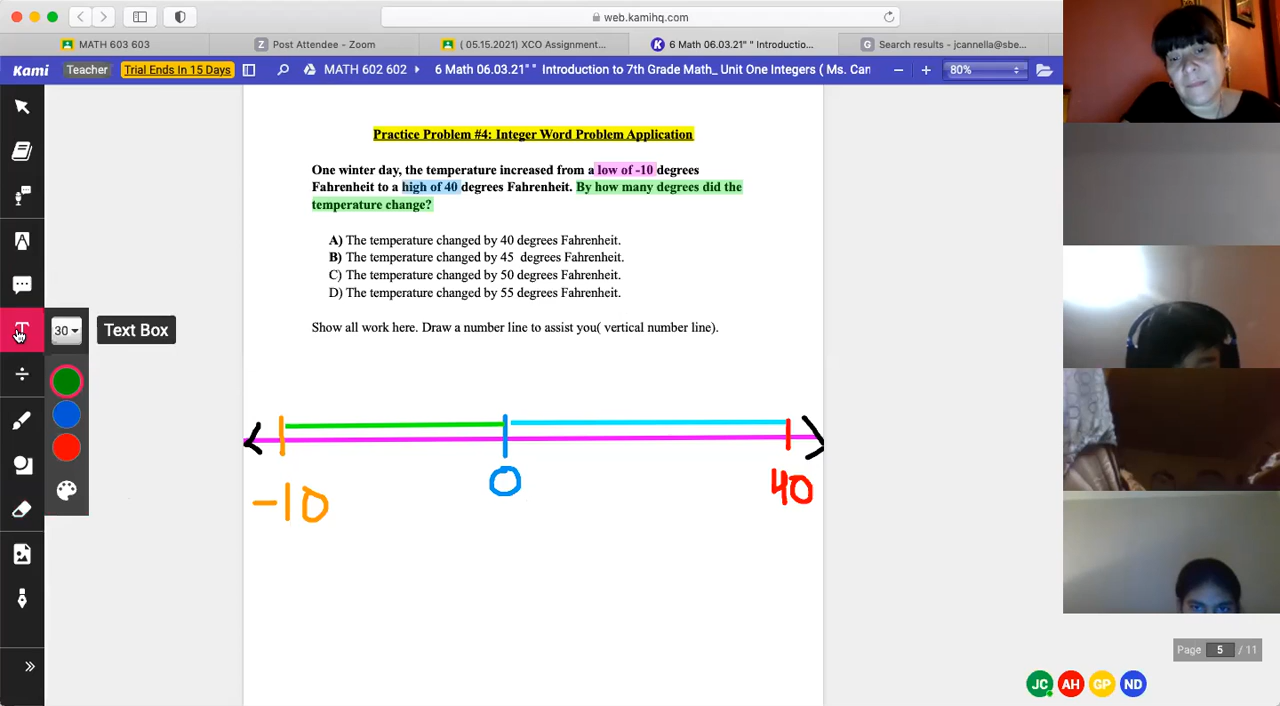 web.kamihq.com
MATH 603 603
Post Attendee - Zoom
( 05.15.2021) XCO Assignment...
6 Math 06.03.21" " Introductio...
Search results - jcannella@sbe...
Kami
Teacher
Trial Ends In 15 Days
MATH 602 602
6 Math 06.03.21" " Introduction to 7th Grade Math_ Unit One Integers ( Ms. Can
80%
Practice Problem #4: Integer Word Problem Application
One winter day, the temperature increased from a low of -10 degrees
Fahrenheit to a high of 40 degrees Fahrenheit. By how many degrees did the
temperature change?
A) The temperature changed by 40 degrees Fahrenheit.
B) The temperature changed by 45 degrees Fahrenheit.
C) The temperature changed by 50 degrees Fahrenheit.
D) The temperature changed by 55 degrees Fahrenheit.
Show all work here. Draw a number line to assist you( vertical number line).
30
Text Box
-10
0
40
Page 5 / 11
JC
AH
GP
ND